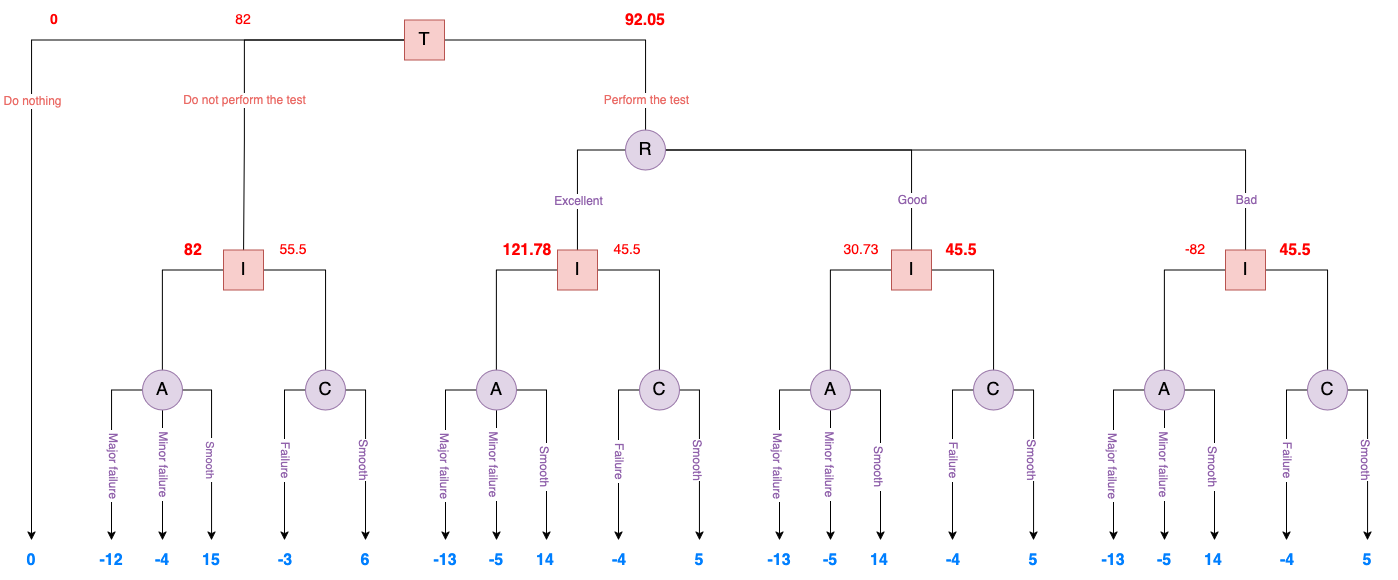 0 82 92.05
T
Do nothing Do not perform the test Perform the test
R
Excellent Good Bad
82 55.5 121.78 45.5 30.73 45.5 -82 45.5
I I I I
A C A C A C A C
Major failure Minor failure Smooth Failure Smooth Major failure Minor failure Smooth Failure Smooth Major failure Minor failure Smooth Failure Smooth Major failure Minor failure Smooth Failure Smooth
0 -12 -4 15 -3 6 -13 -5 14 -4 5 -13 -5 14 -4 5 -13 -5 14 -4 5